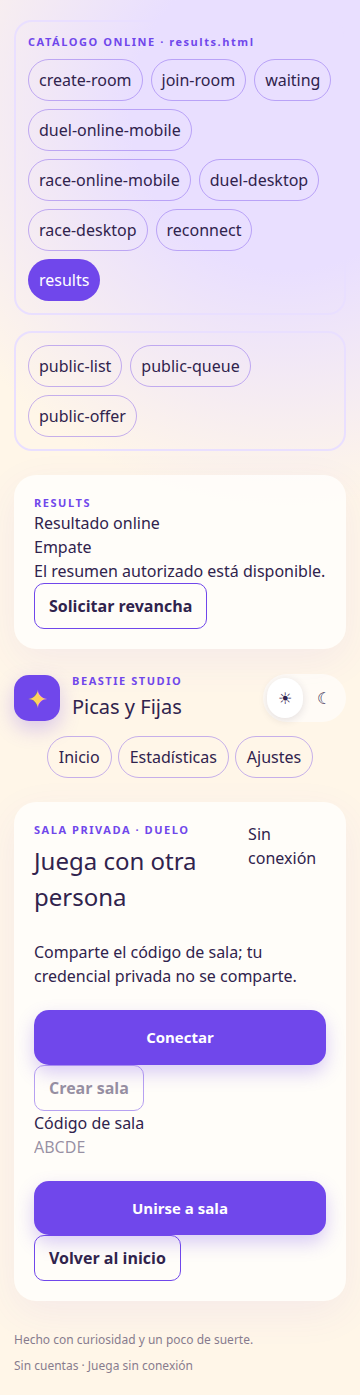 CATÁLOGO ONLINE · results.html
create-room join-room waiting
duel-online-mobile
race-online-mobile duel-desktop
race-desktop reconnect
results
public-list public-queue
public-offer
RESULTS
Resultado online
Empate
El resumen autorizado está disponible.
Solicitar revancha
BEASTIE STUDIO
Picas y Fijas
Inicio Estadísticas Ajustes
SALA PRIVADA · DUELO
Juega con otra
persona
Sin
conexión
Comparte el código de sala; tu
credencial privada no se comparte.
Conectar
Crear sala
Código de sala
ABCDE
Unirse a sala
Volver al inicio
Hecho con curiosidad y un poco de suerte.
Sin cuentas · Juega sin conexión